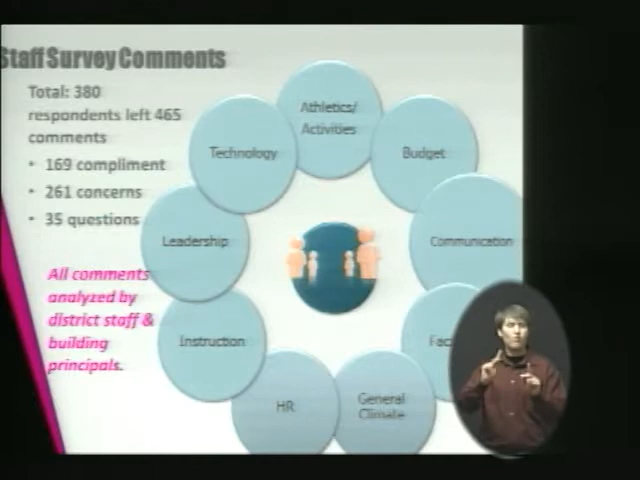 Staff Survey Comments
Total: 380
respondents left 465
comments
• 169 compliment
• 261 concerns
• 35 questions
All comments
analyzed by
district staff &
building
principals.
Athletics/
Activities
Budget
Communication
General
Climate
HR
Instruction
Leadership
Technology